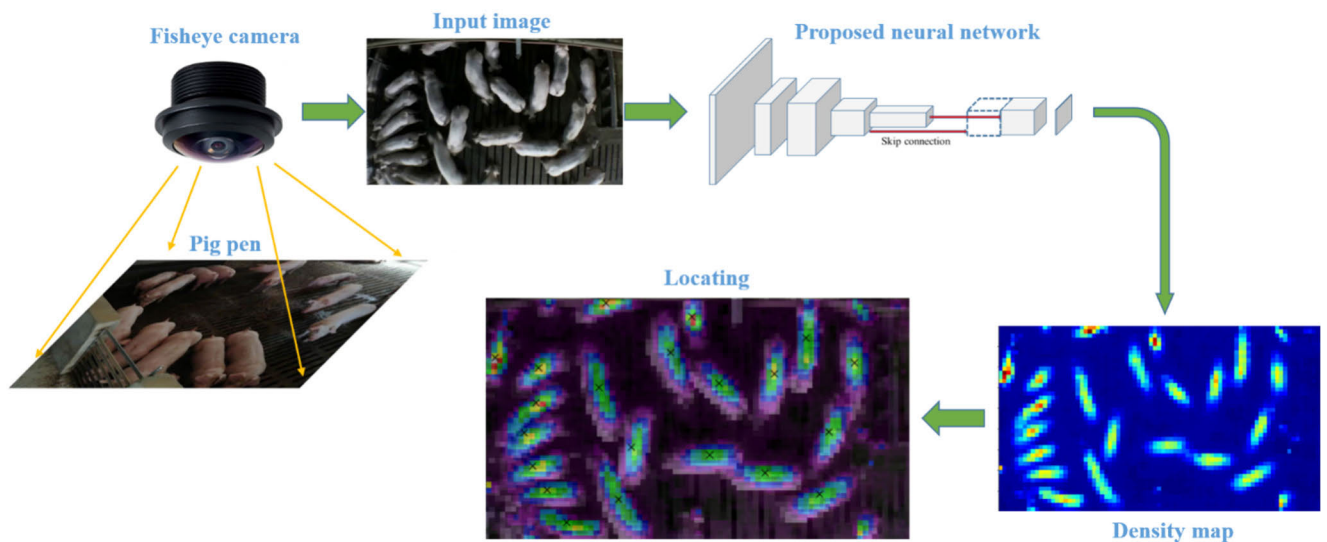 Fisheye camera
Input image
Proposed neural network
Skip connection
Pig pen
Locating
Density map